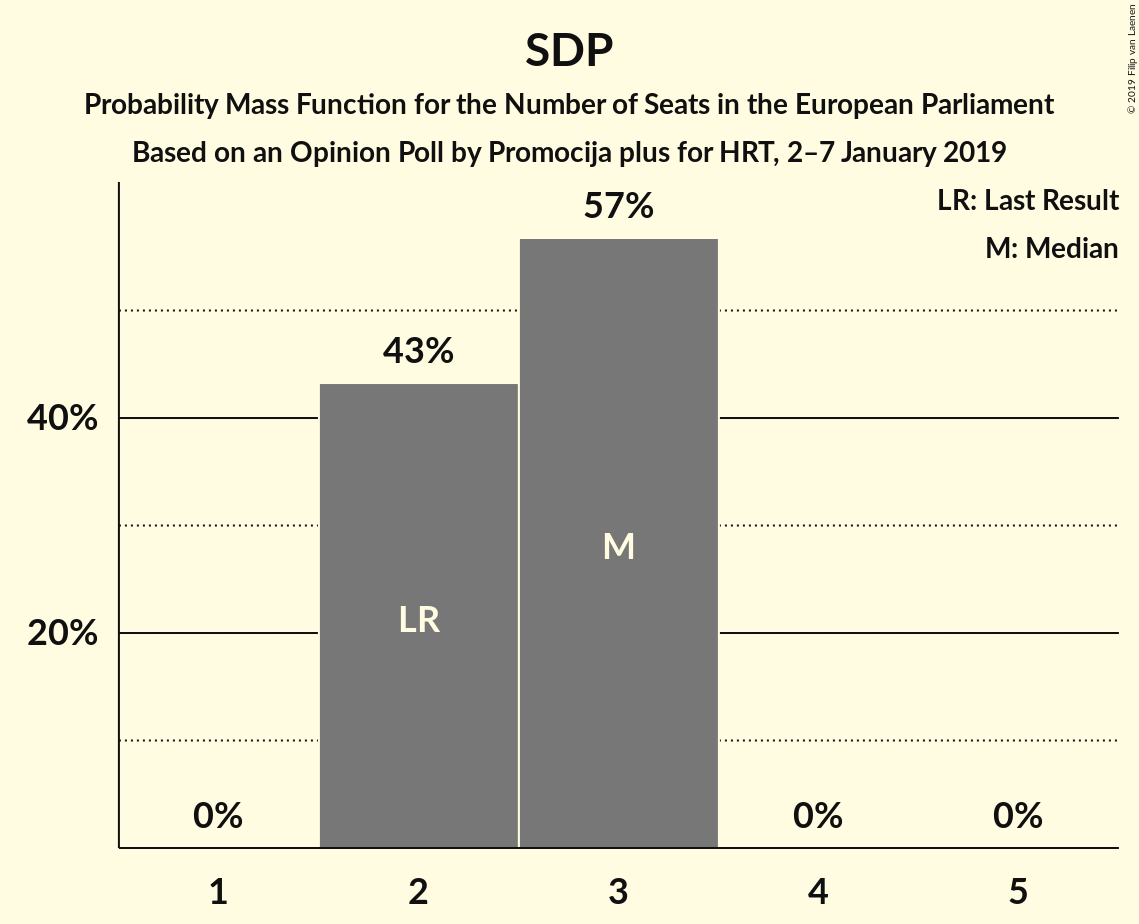 SDP
Probability Mass Function for the Number of Seats in the European Parliament
Based on an Opinion Poll by Promocija plus for HRT, 2–7 January 2019
© 2019 Filip van Laenen
LR: Last Result
M: Median
57%
43%
40%
M
LR
20%
0%
0%
0%
1
2
3
4
5